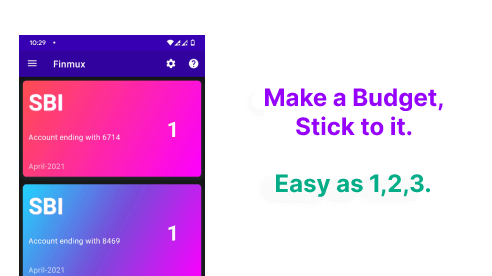 10:29
Finmux
SBI
1
Account ending with 6714
April-2021
SBI
1
Account ending with 8469
April-2021
Make a Budget,
Stick to it.
Easy as 1,2,3.